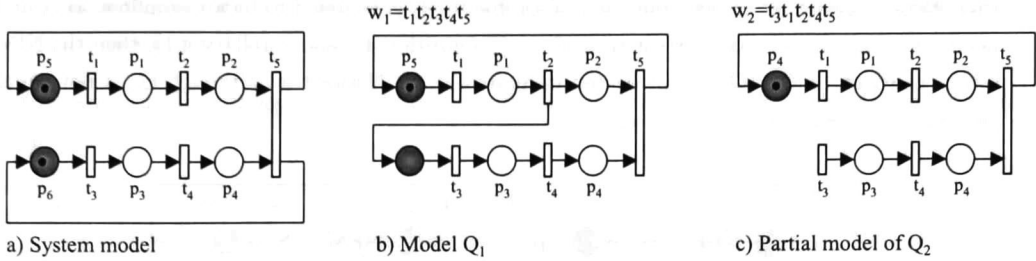 w₁=t₁t₂t₃t₄t₅
w₂=t₃t₁t₂t₄t₅
p₅ t₁ p₁ t₂ p₂ t₅
p₆ t₃ p₃ t₄ p₄
p₅ t₁ p₁ t₂ p₂ t₅
t₃ p₃ t₄ p₄
p₄ t₁ p₁ t₂ p₂ t₅
t₃ p₃ t₄ p₄
a) System model
b) Model Q₁
c) Partial model of Q₂